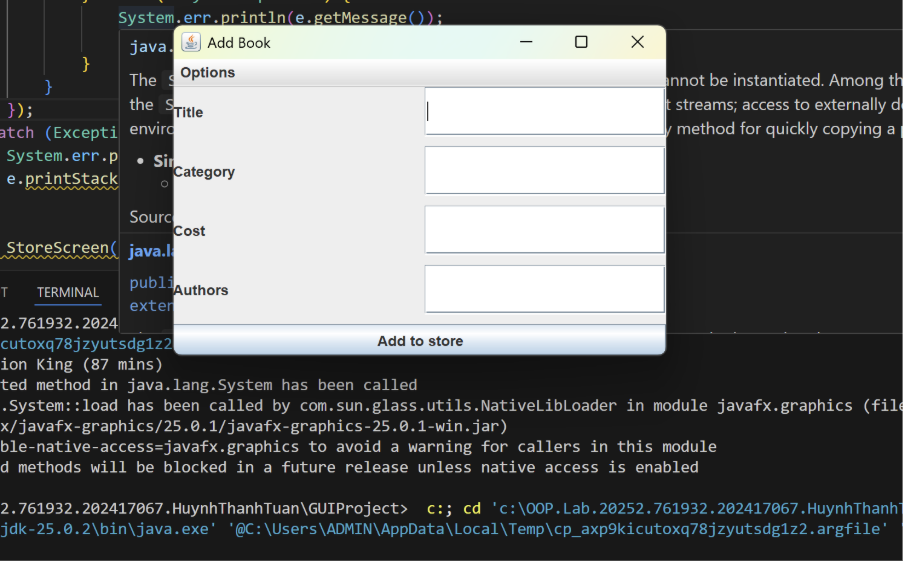 System.err.println(e.getMessage());
Add Book
java.
}
Options
The
cannot be instantiated. Among th
}
the
t streams; access to externally d
});
Title
enviro
y method for quickly copying a
atch (Excepti
System.err.p
• Si
Category
e.printStack
Sourc
Cost
StoreScreen(
java.la
publi
Authors
T TERMINAL
exten
2.761932.2024
Add to store
cutoxq78jzyutsdg1z2
ion King (87 mins)
ted method in java.lang.System has been called
.System::load has been called by com.sun.glass.utils.NativeLibLoader in module javafx.graphics (file
x/javafx-graphics/25.0.1/javafx-graphics-25.0.1-win.jar)
ble-native-access=javafx.graphics to avoid a warning for callers in this module
d methods will be blocked in a future release unless native access is enabled
2.761932.202417067.HuynhThanhTuan\GUIProject> c:; cd 'c:\OOP.Lab.20252.761932.202417067.HuynhThanhT
jdk-25.0.2\bin\java.exe' '@C:\Users\ADMIN\AppData\Local\Temp\cp_axp9kicutoxq78jzyutsdg1z2.argfile' '